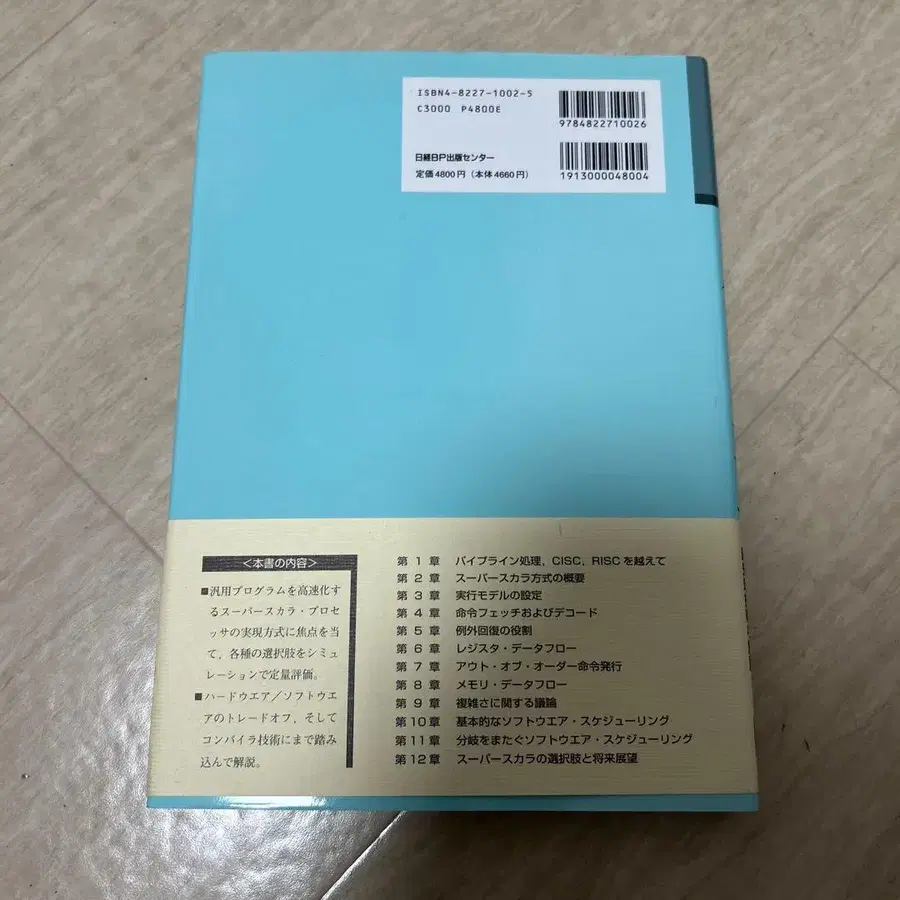 ISBN4-8227-1002-5
C3000 P4800E
9784822710026
日経BP出版センター
定価4800円（本体4660円）
1913000048004
＜本書の内容＞
■汎用プログラムを高速化す
るスーパースカラ・プロセ
ッサの実現方式に焦点を当
て，各種の選択肢をシミュ
レーションで定量評価。
■ハードウエア／ソフトウエ
アのトレードオフ，そして
コンパイラ技術にまで踏み
込んで解説。
第 1 章 パイプライン処理，CISC，RISCを越えて
第 2 章 スーパースカラ方式の概要
第 3 章 実行モデルの設定
第 4 章 命令フェッチおよびデコード
第 5 章 例外回復の役割
第 6 章 レジスタ・データフロー
第 7 章 アウト・オブ・オーダー命令発行
第 8 章 メモリ・データフロー
第 9 章 複雑さに関する議論
第10章 基本的なソフトウエア・スケジューリング
第11章 分岐をまたぐソフトウエア・スケジューリング
第12章 スーパースカラの選択肢と将来展望